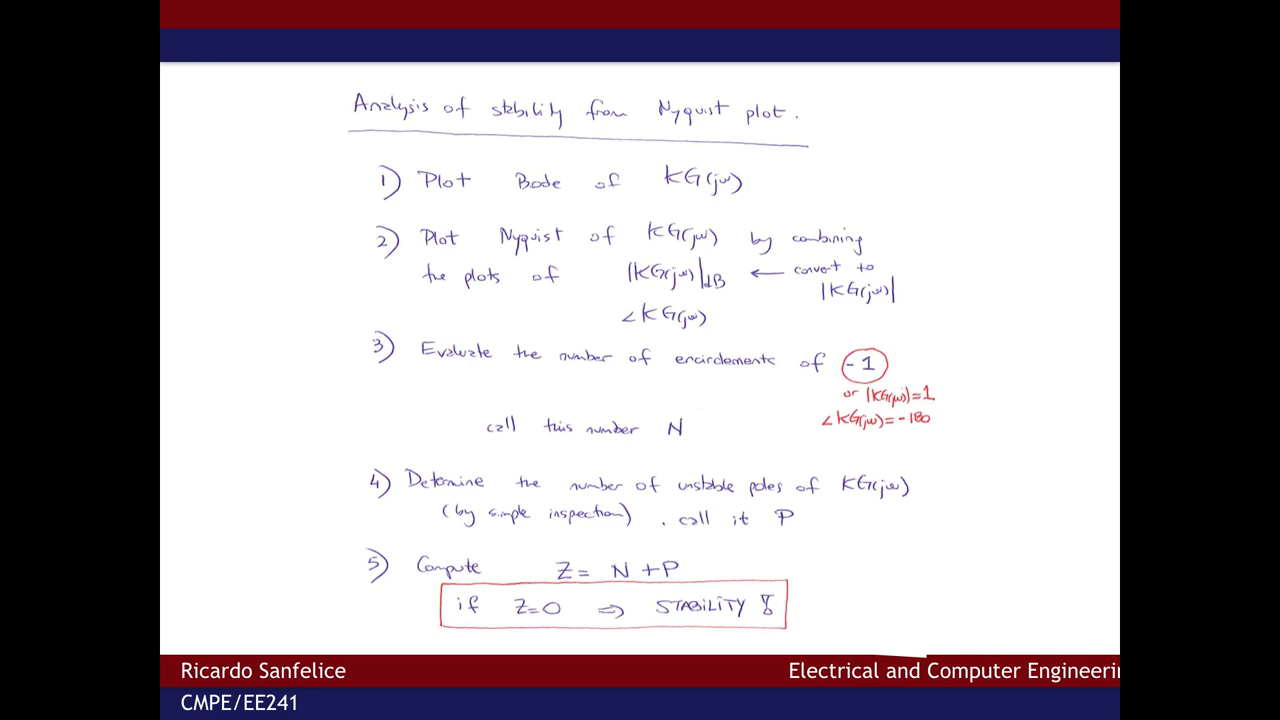 Analysis of stability from Nyquist plot.
1) Plot Bode of KG(jω)
2) Plot Nyquist of KG(jω) by combining
the plots of |KG(jω)|dB ← convert to
|KG(jω)|
∠KG(jω)
3) Evaluate the number of encirclements of -1
or |KG(jω)|=1
∠KG(jω)=-180
call this number N
4) Determine the number of unstable poles of KG(jω)
(by simple inspection). call it P
5) Compute Z = N + P
if Z=0 ⇒ STABILITY !
Ricardo Sanfelice Electrical and Computer Engineerin
CMPE/EE241